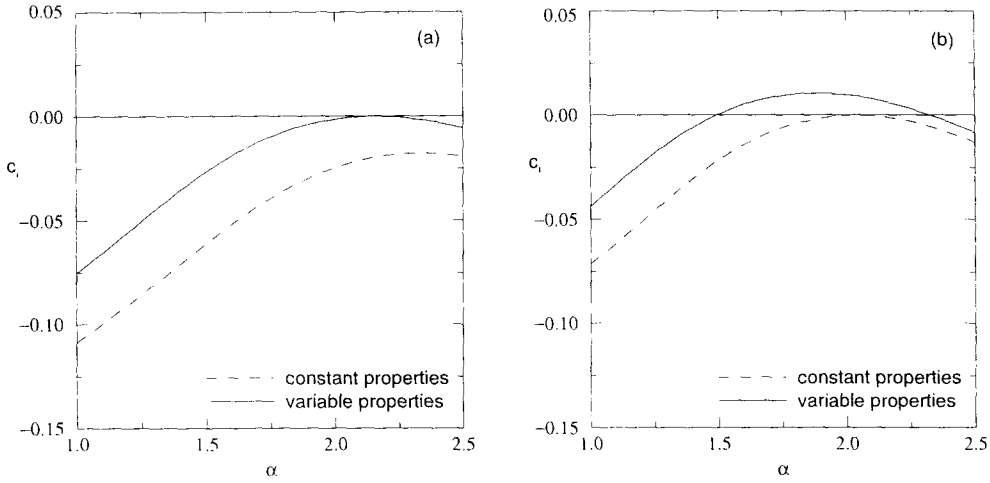 0.05
(a)
0.00
c_i
−0.05
−0.10
constant properties
variable properties
−0.15
1.0 1.5 2.0 2.5
α
0.05
(b)
0.00
c_i
−0.05
−0.10
constant properties
variable properties
−0.15
1.0 1.5 2.0 2.5
α